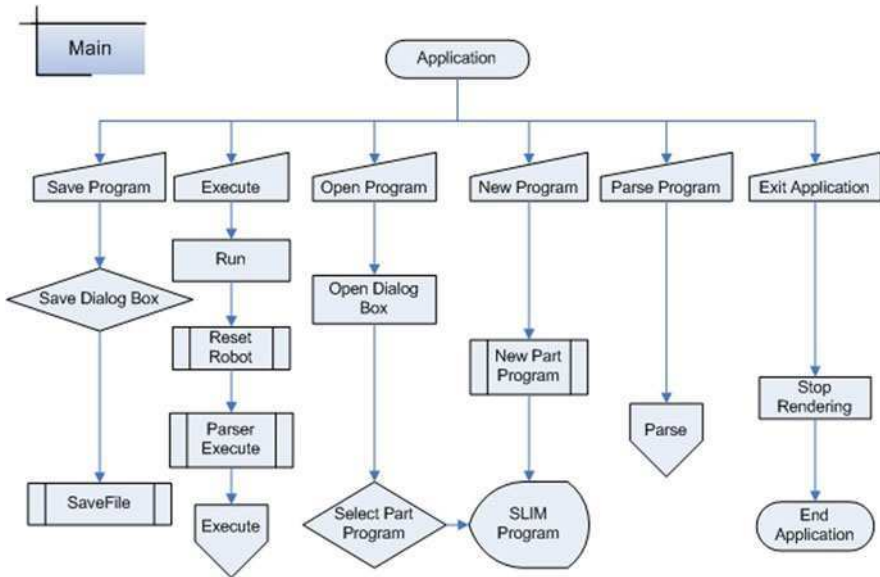 Main
Application
Save Program
Execute
Open Program
New Program
Parse Program
Exit Application
Run
Save Dialog Box
Open Dialog
Box
Reset
Robot
New Part
Program
Stop
Rendering
Parser
Execute
Parse
SaveFile
Execute
Select Part
Program
SLIM
Program
End
Application